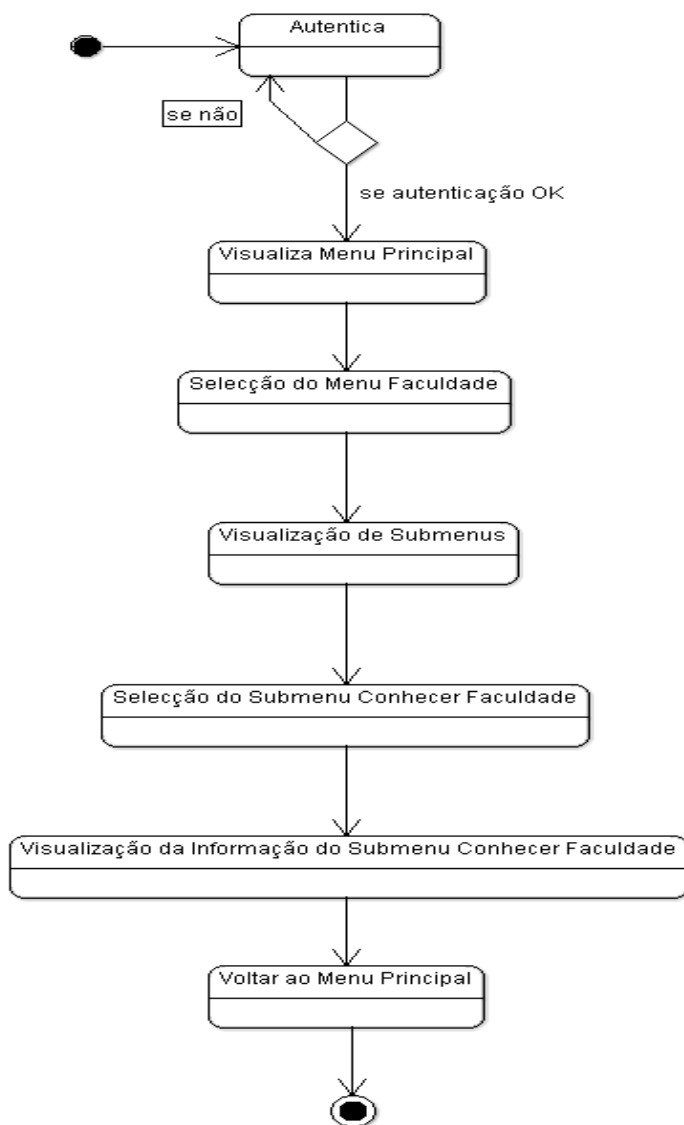 Autentica
se não
se autenticação OK
Visualiza Menu Principal
Selecção do Menu Faculdade
Visualização de Submenus
Selecção do Submenu Conhecer Faculdade
Visualização da Informação do Submenu Conhecer Faculdade
Voltar ao Menu Principal